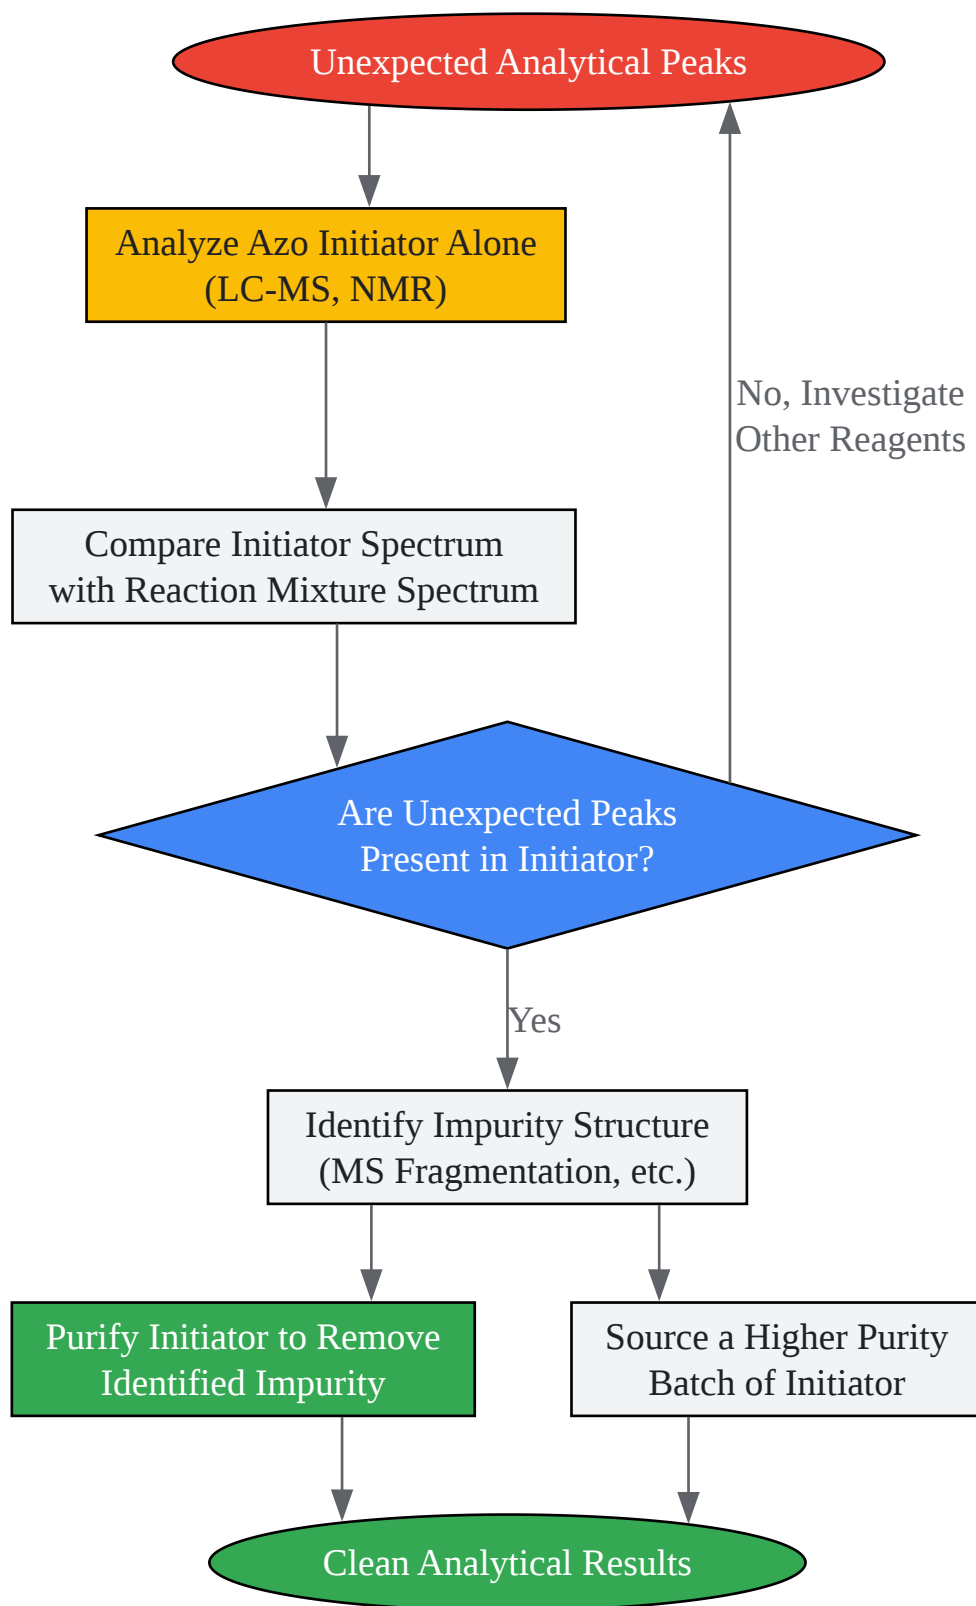 Unexpected Analytical Peaks
Analyze Azo Initiator Alone
(LC-MS, NMR)
No, Investigate
Other Reagents
Compare Initiator Spectrum
with Reaction Mixture Spectrum
Are Unexpected Peaks
Present in Initiator?
Yes
Identify Impurity Structure
(MS Fragmentation, etc.)
Purify Initiator to Remove
Identified Impurity
Source a Higher Purity
Batch of Initiator
Clean Analytical Results